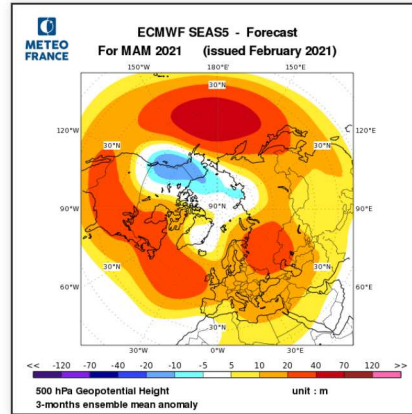 METEO
FRANCE
ECMWF SEAS5 - Forecast
For MAM 2021 (issued February 2021)
150°W 180°E 150°E
30°N
120°W 120°E
30°N 30°N
90°W 90°N 90°E
30°N 30°N
60°W 60°E
30°N
30°W 0°W 30°E
<< -120 -70 -40 -20 -10 -5 5 10 20 40 70 120 >>
500 hPa Geopotential Height unit : m
3-months ensemble mean anomaly